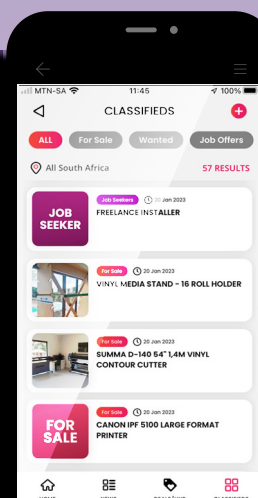 MTN-SA 11:45 100%
CLASSIFIEDS
ALL For Sale Wanted Job Offers
All South Africa 57 RESULTS
JOB SEEKER
Job Seekers 20 Jan 2023
FREELANCE INSTALLER
For Sale 20 Jan 2023
VINYL MEDIA STAND - 16 ROLL HOLDER
For Sale 20 Jan 2023
SUMMA D-140 54" 1,4M VINYL
CONTOUR CUTTER
FOR SALE
For Sale 20 Jan 2023
CANON IPF 5100 LARGE FORMAT
PRINTER